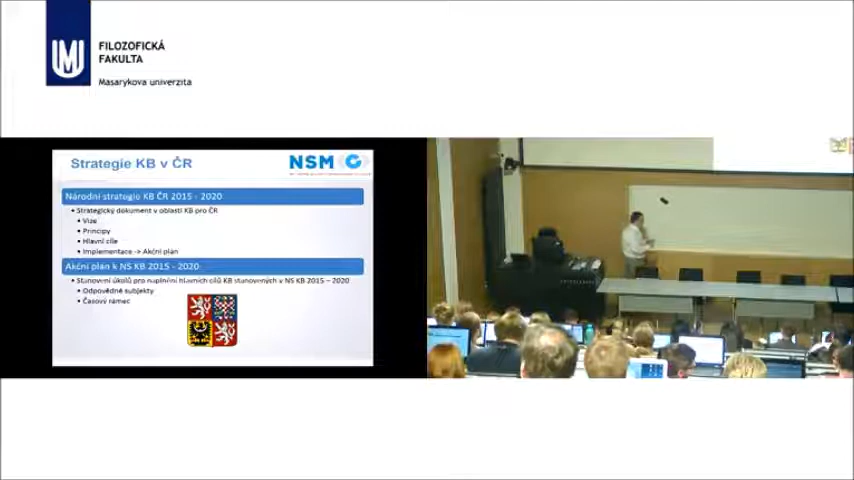 FILOZOFICKÁ
FAKULTA
Masarykova univerzita
Strategie KB v ČR
NSM
Národní strategie KB ČR 2015 - 2020
• Strategický dokument v oblasti KB pro ČR
• Vize
• Principy
• Hlavní cíle
• Implementace -> Akční plán
Akční plán k NS KB 2015 - 2020
• Stanovení úkolů pro naplnění hlavních cílů KB stanovených v NS KB 2015 – 2020
• Odpovědné subjekty
• Časový rámec